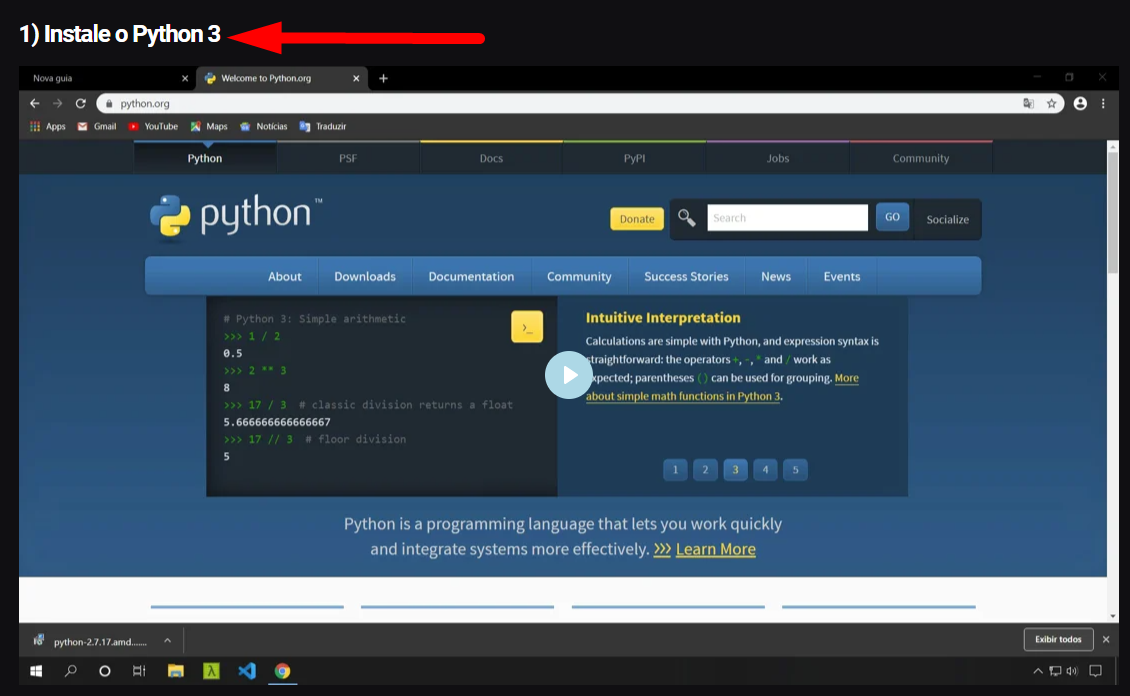 1) Instale o Python 3
Nova guia
Welcome to Python.org
python.org
Apps Gmail YouTube Maps Notícias Traduzir
Python PSF Docs PyPI Jobs Community
python™
Donate Search GO Socialize
About Downloads Documentation Community Success Stories News Events
# Python 3: Simple arithmetic
>>> 1 / 2
0.5
>>> 2 ** 3
8
>>> 17 / 3 # classic division returns a float
5.666666666666667
>>> 17 // 3 # floor division
5
>_
Intuitive Interpretation
Calculations are simple with Python, and expression syntax is
straightforward: the operators +, -, * and / work as
expected; parentheses () can be used for grouping. More
about simple math functions in Python 3.
1 2 3 4 5
Python is a programming language that lets you work quickly
and integrate systems more effectively. >>> Learn More
python-2.7.17.amd......
Exibir todos